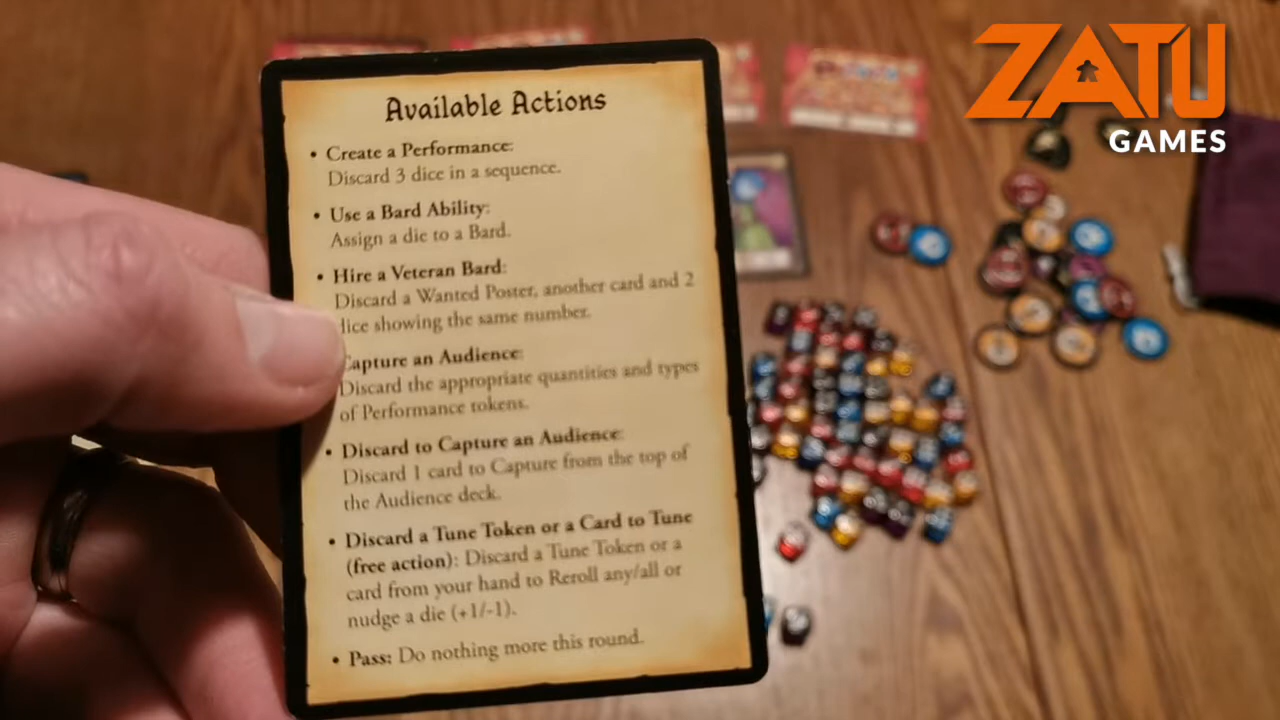 ZATU
GAMES
Available Actions
• Create a Performance:
Discard 3 dice in a sequence.
• Use a Bard Ability:
Assign a die to a Bard.
• Hire a Veteran Bard:
Discard a Wanted Poster, another card and 2
dice showing the same number.
Capture an Audience:
Discard the appropriate quantities and types
of Performance tokens.
• Discard to Capture an Audience:
Discard 1 card to Capture from the top of
the Audience deck.
• Discard a Tune Token or a Card to Tune
(free action): Discard a Tune Token or a
card from your hand to Reroll any/all or
nudge a die (+1/-1).
• Pass: Do nothing more this round.